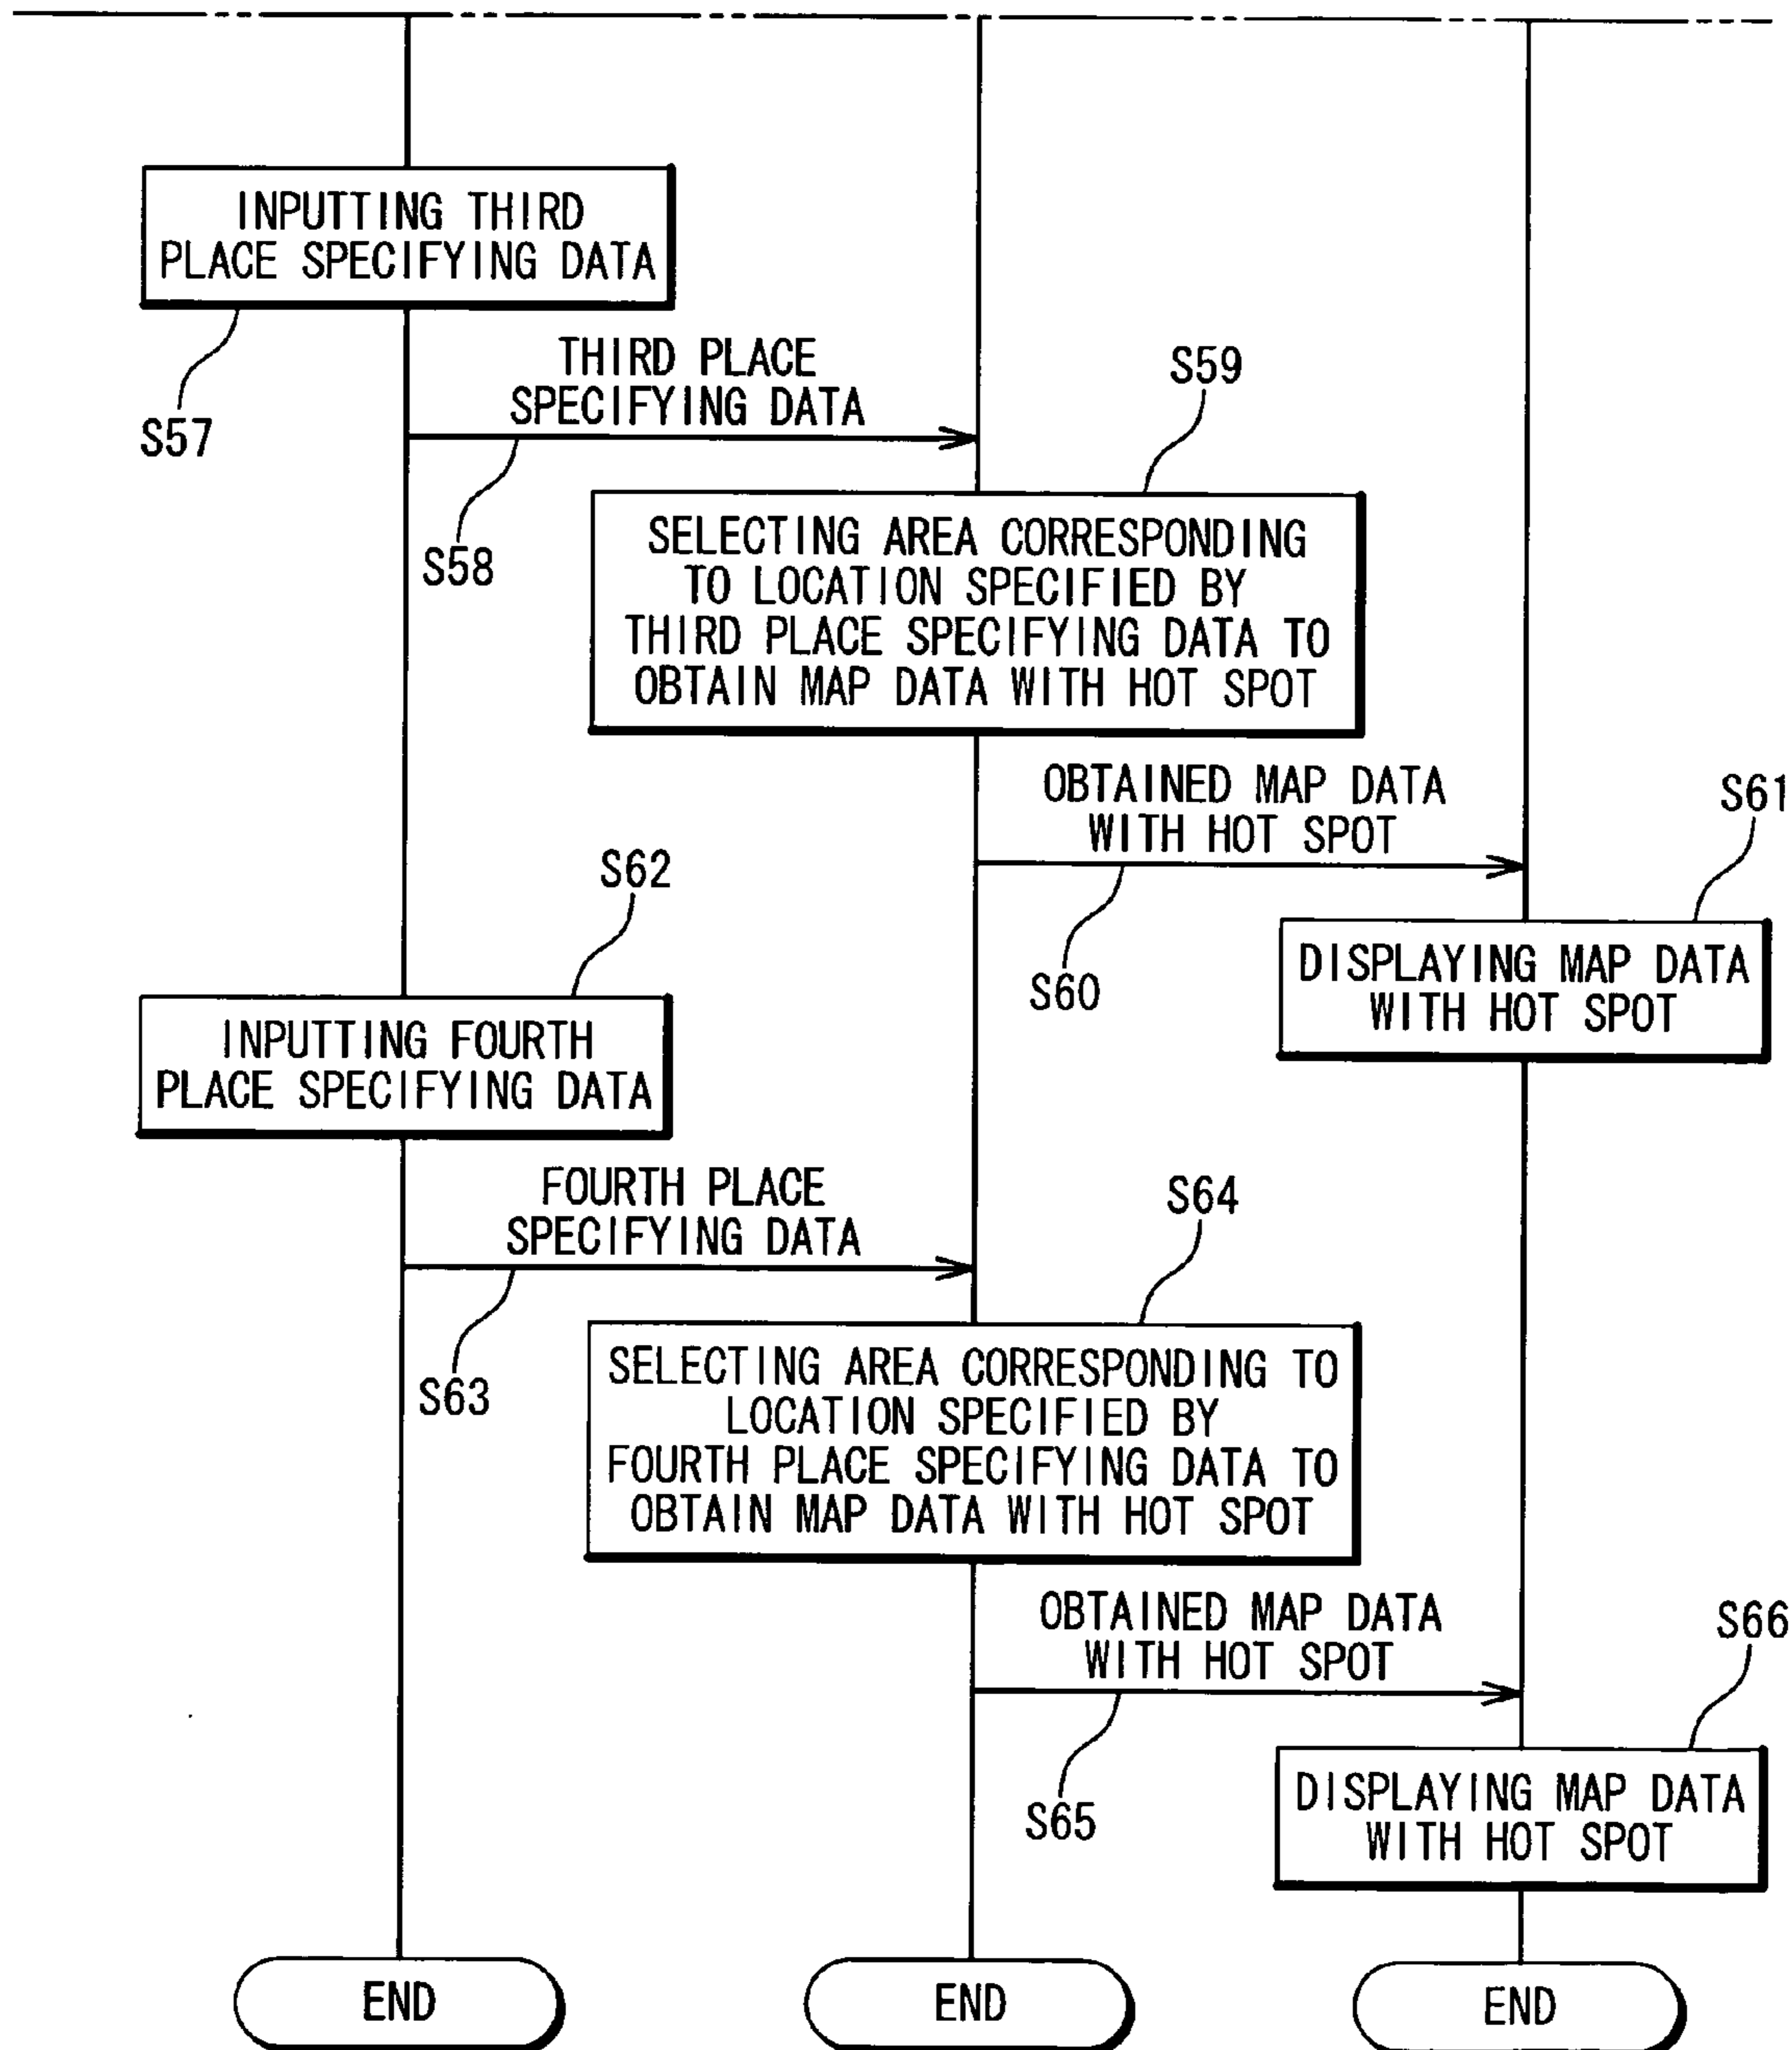 INPUTTING THIRD
PLACE SPECIFYING DATA
S57
THIRD PLACE
SPECIFYING DATA
S58
S59
SELECTING AREA CORRESPONDING
TO LOCATION SPECIFIED BY
THIRD PLACE SPECIFYING DATA TO
OBTAIN MAP DATA WITH HOT SPOT
OBTAINED MAP DATA
WITH HOT SPOT
S60
S61
DISPLAYING MAP DATA
WITH HOT SPOT
S62
INPUTTING FOURTH
PLACE SPECIFYING DATA
FOURTH PLACE
SPECIFYING DATA
S63
S64
SELECTING AREA CORRESPONDING TO
LOCATION SPECIFIED BY
FOURTH PLACE SPECIFYING DATA TO
OBTAIN MAP DATA WITH HOT SPOT
OBTAINED MAP DATA
WITH HOT SPOT
S65
S66
DISPLAYING MAP DATA
WITH HOT SPOT
END
END
END